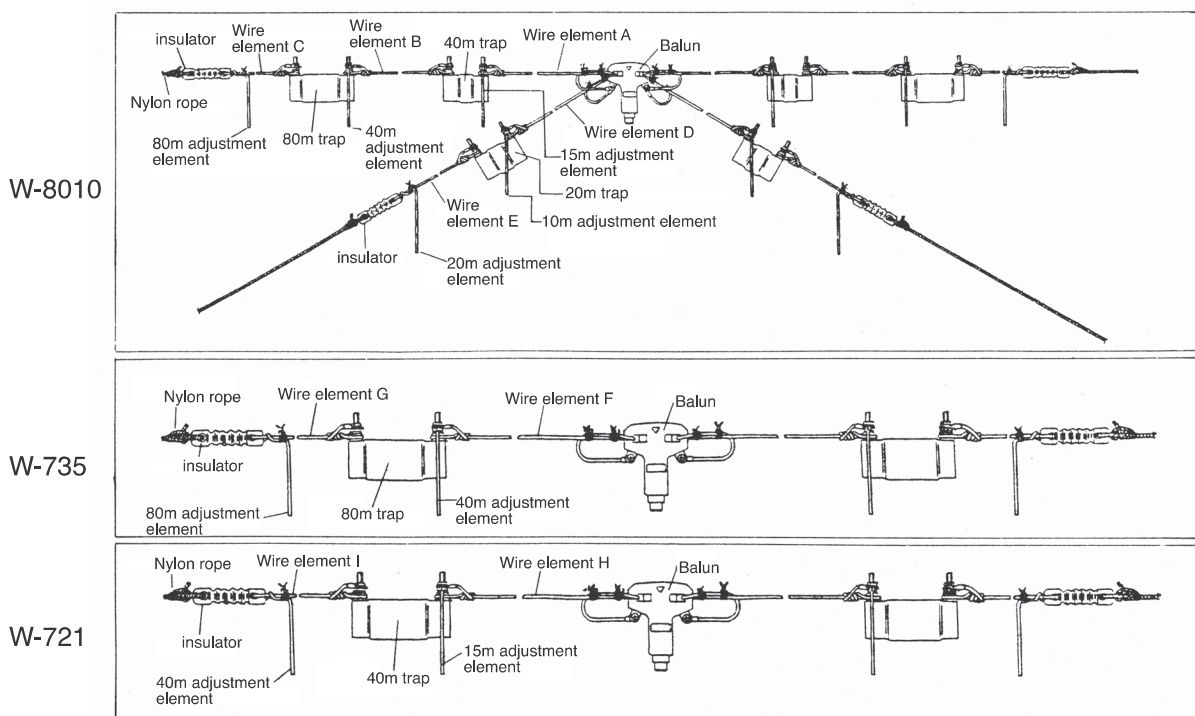 W-8010
insulator
Wire
element C
Wire
element B
40m trap
Wire element A
Balun
Nylon rope
80m adjustment
element
80m trap
40m
adjustment
element
Wire element D
15m adjustment
element
20m trap
10m adjustment element
Wire
element E
insulator
20m adjustment
element
W-735
Nylon rope
Wire element G
Wire element F
Balun
insulator
80m adjustment
element
80m trap
40m adjustment
element
W-721
Nylon rope
Wire element I
Wire element H
Balun
insulator
40m adjustment
element
40m trap
15m adjustment
element